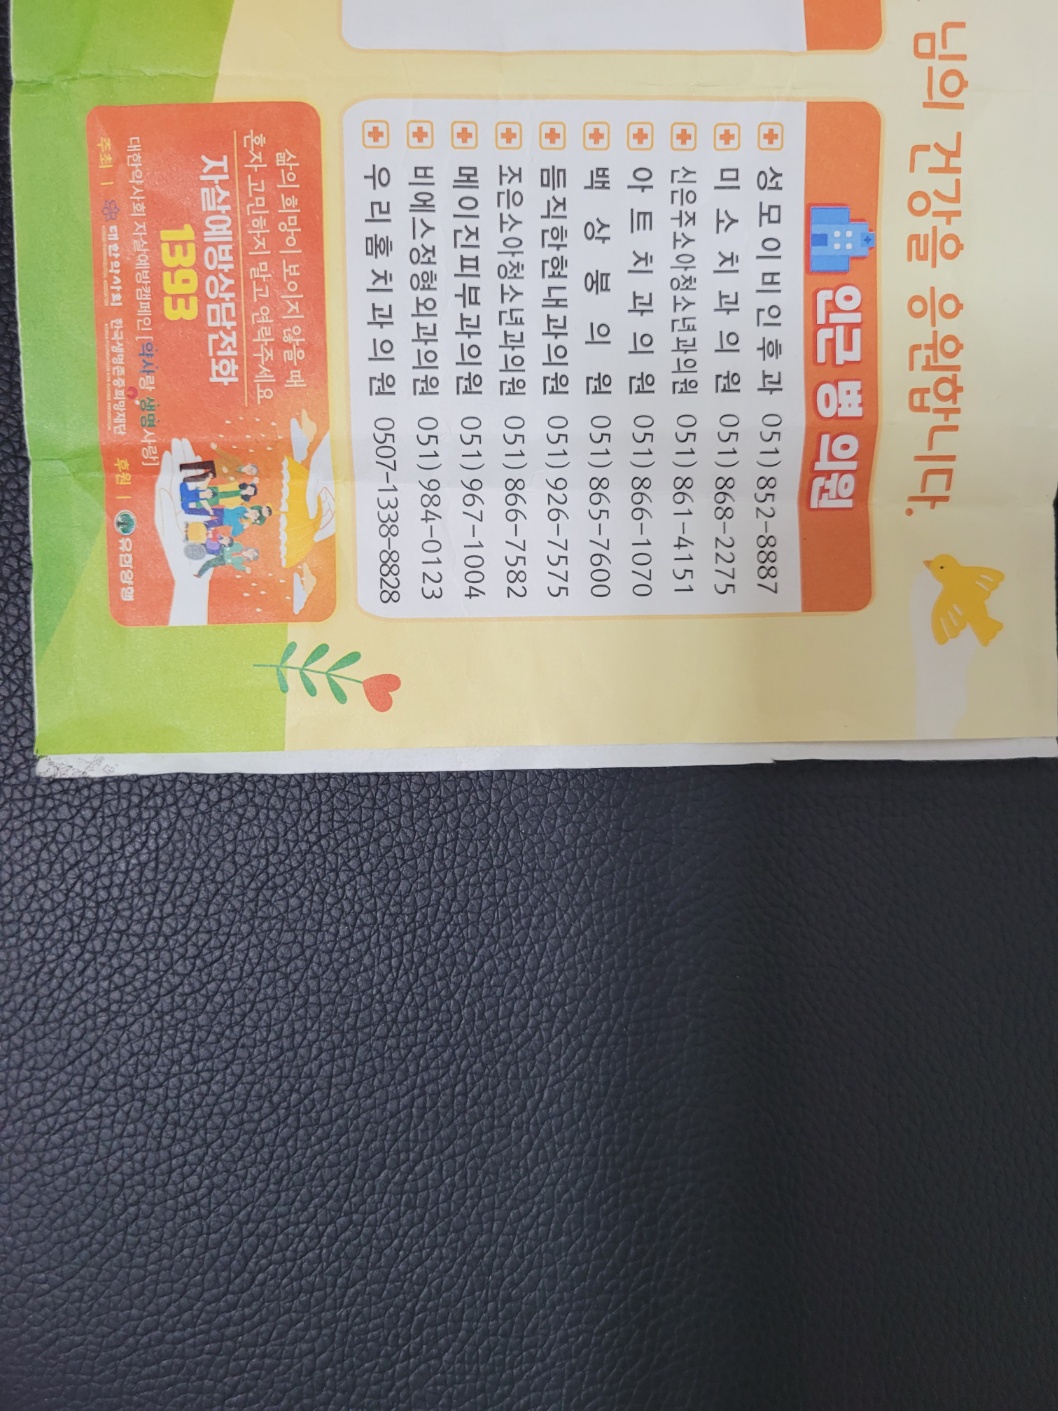 님의 건강을 응원합니다.
인근 병 의원
성모이비인후과 051) 852-8887
미소치과의원 051) 868-2275
신은주소아청소년과의원 051) 861-4151
아트치과의원 051) 866-1070
백상봉의원 051) 865-7600
듬직한현내과의원 051) 926-7575
조은소아청소년과의원 051) 866-7582
메이진피부과의원 051) 967-1004
비에스정형외과의원 051) 984-0123
우리홈치과의원 0507-1338-8828
삶의 희망이 보이지 않을 때
혼자 고민하지 말고 연락주세요
자살예방상담전화
1393
대한약사회 자살예방캠페인 [약사랑 생명사랑]
주최 | 대한약사회 한국생명존중희망재단 후원 | 유한양행